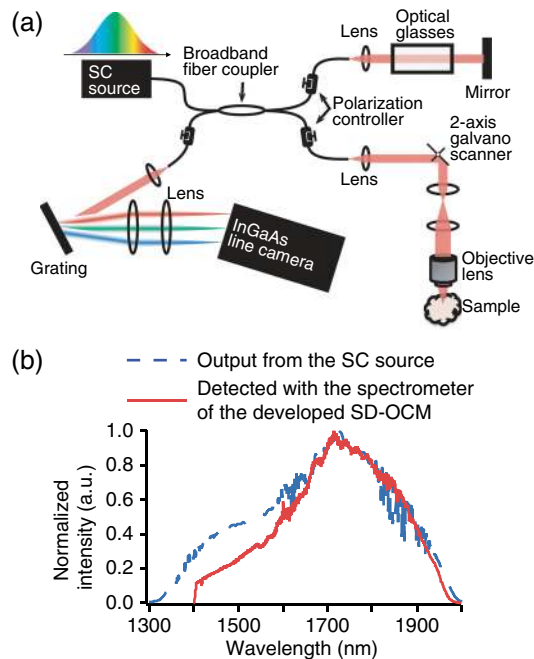 (a)
SC
source
Broadband
fiber coupler
Lens
Optical
glasses
Mirror
Polarization
controller
2-axis
galvano
scanner
Lens
Lens
InGaAs
line camera
Grating
Objective
lens
Sample
(b)
Output from the SC source
Detected with the spectrometer
of the developed SD-OCM
Normalized
intensity (a.u.)
1.0
0.8
0.6
0.4
0.2
0.0
1300 1500 1700 1900
Wavelength (nm)